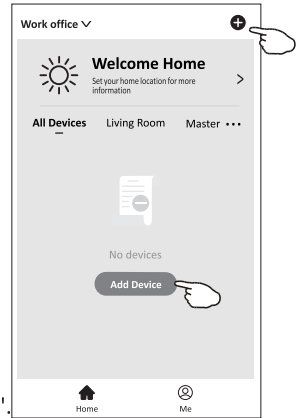 Work office
Welcome Home
Set your home location for more
information
All Devices Living Room Master
No devices
Add Device
Home Me
'.